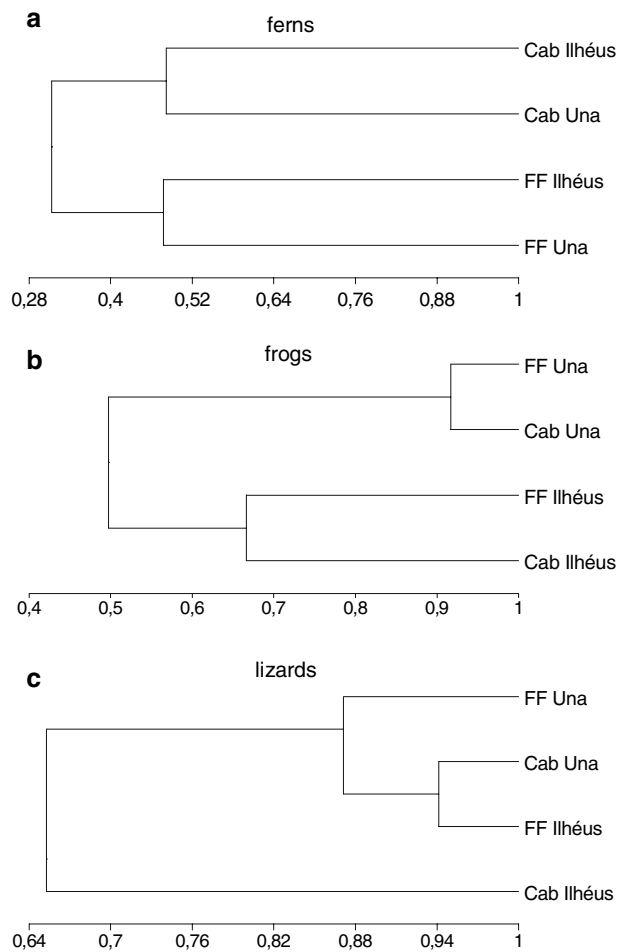 a
ferns
Cab Ilhéus
Cab Una
FF Ilhéus
FF Una
0,28 0,4 0,52 0,64 0,76 0,88 1
b
frogs
FF Una
Cab Una
FF Ilhéus
Cab Ilhéus
0,4 0,5 0,6 0,7 0,8 0,9 1
c
lizards
FF Una
Cab Una
FF Ilhéus
Cab Ilhéus
0,64 0,7 0,76 0,82 0,88 0,94 1